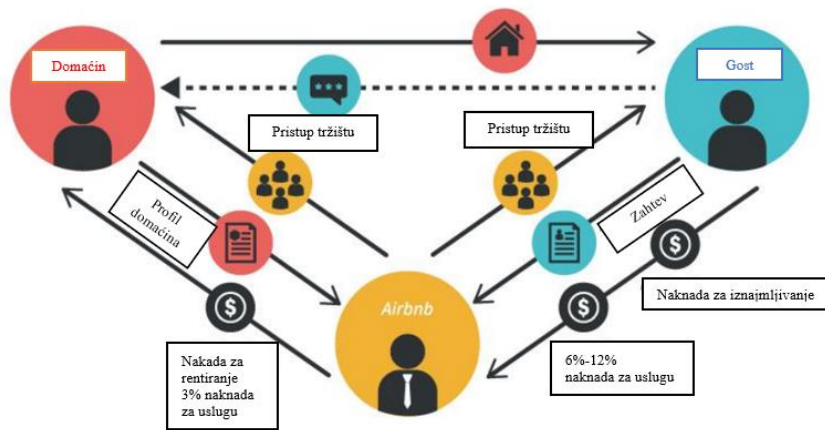 Domaćin
Gost
Pristup tržištu
Pristup tržištu
Profil
domaćina
Zahtev
Airbnb
Naknada za iznajmljivanje
Nakada za
rentiranje
3% naknada
za uslugu
6%-12%
naknada za uslugu